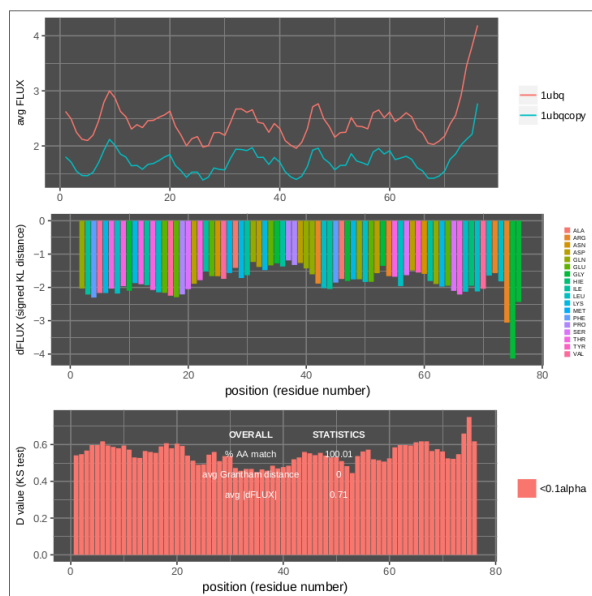 4
3
2
avg FLUX
0
20
40
60
1ubq
1ubqcopy
0
−1
−2
−3
−4
dFLUX (signed KL distance)
0
20
40
60
80
position (residue number)
ALA
ARG
ASN
ASP
GLN
GLU
GLY
HIE
ILE
LEU
LYS
MET
PHE
PRO
SER
THR
TYR
VAL
0.6
0.4
0.2
0.0
D value (KS test)
OVERALL STATISTICS
% AA match 100.01
avg Grantham distance 0
avg |dFLUX| 0.71
0
20
40
60
80
position (residue number)
<0.1alpha